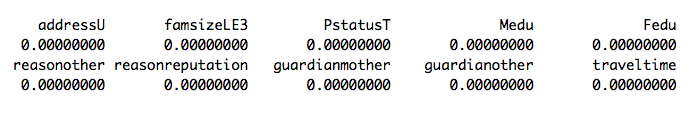 addressU famsizeLE3 PstatusT Medu Fedu
0.00000000 0.00000000 0.00000000 0.00000000 0.00000000
reasonother reasonreputation guardianmother guardianother traveltime
0.00000000 0.00000000 0.00000000 0.00000000 0.00000000